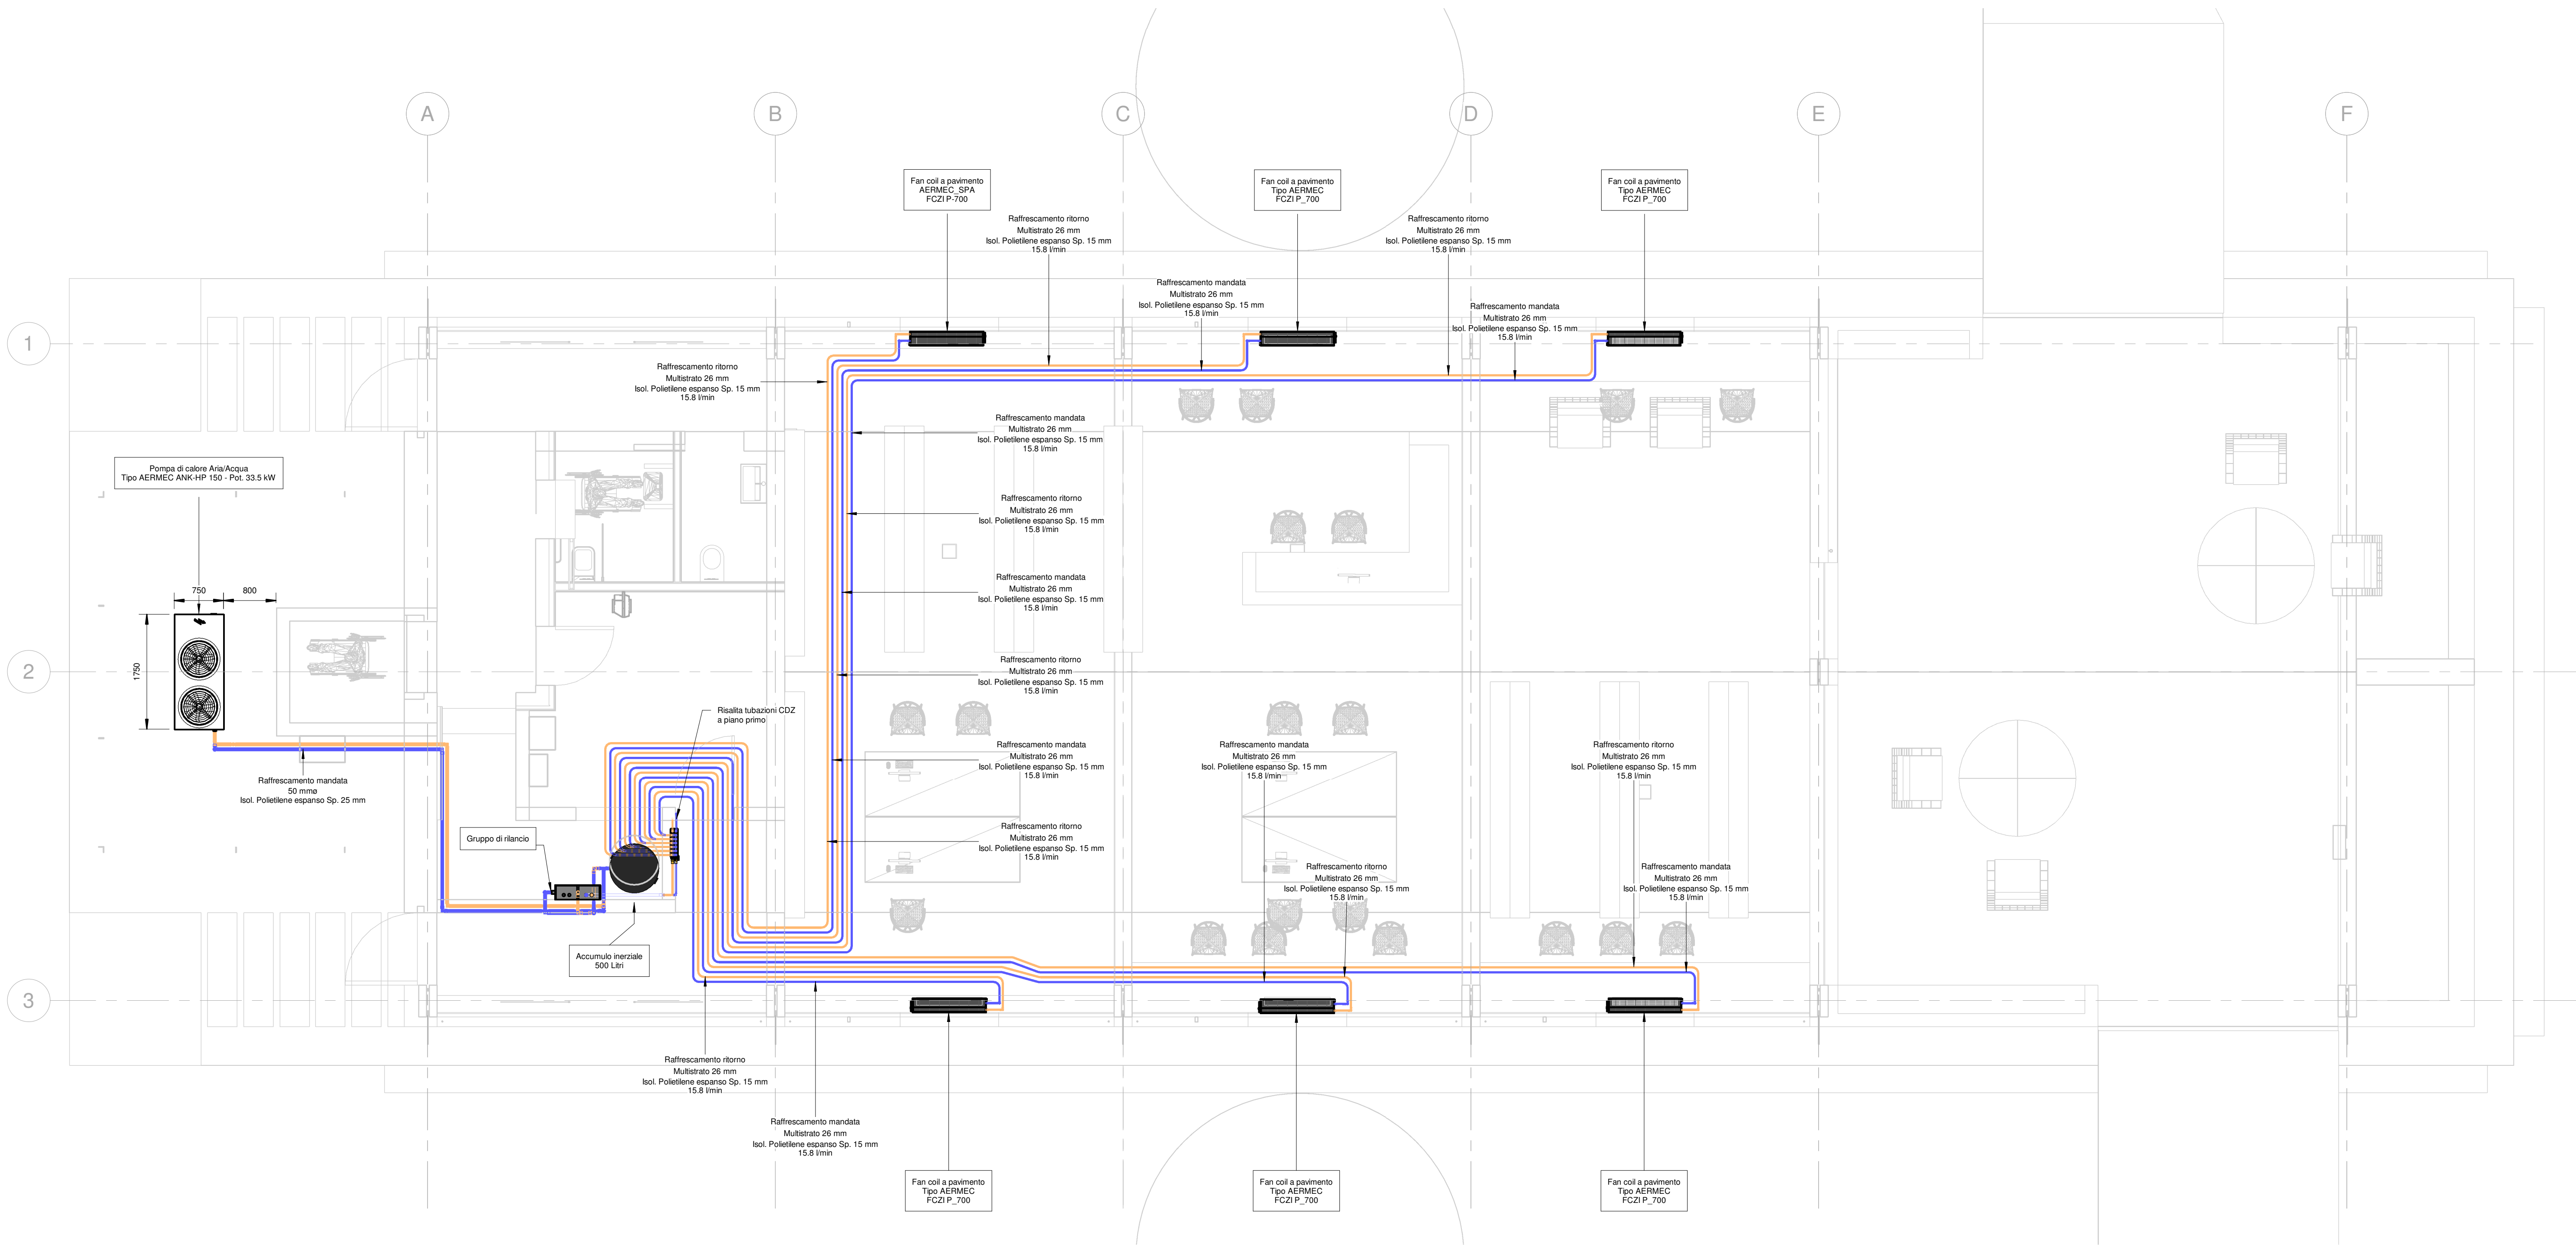 A
B
C
D
E
F
Fan coil a pavimento
AERMEC_SPA
FCZI P-700
Fan coil a pavimento
Tipo AERMEC
FCZI P_700
Fan coil a pavimento
Tipo AERMEC
FCZI P_700
Raffrescamento ritorno
Multistrato 26 mm
Isol. Polietilene espanso Sp. 15 mm
15.8 l/min
Raffrescamento ritorno
Multistrato 26 mm
Isol. Polietilene espanso Sp. 15 mm
15.8 l/min
Raffrescamento mandata
Multistrato 26 mm
Isol. Polietilene espanso Sp. 15 mm
15.8 l/min
Raffrescamento mandata
Multistrato 26 mm
Isol. Polietilene espanso Sp. 15 mm
15.8 l/min
1
Raffrescamento ritorno
Multistrato 26 mm
Isol. Polietilene espanso Sp. 15 mm
15.8 l/min
Raffrescamento mandata
Multistrato 26 mm
Isol. Polietilene espanso Sp. 15 mm
15.8 l/min
Pompa di calore Aria/Acqua
Tipo AERMEC ANK-HP 150 - Pot. 33.5 kW
Raffrescamento ritorno
Multistrato 26 mm
Isol. Polietilene espanso Sp. 15 mm
15.8 l/min
750
800
1750
Raffrescamento mandata
Multistrato 26 mm
Isol. Polietilene espanso Sp. 15 mm
15.8 l/min
2
Raffrescamento ritorno
Multistrato 26 mm
Isol. Polietilene espanso Sp. 15 mm
15.8 l/min
Risalita tubazioni CDZ
a piano primo
Raffrescamento mandata
50 mmø
Isol. Polietilene espanso Sp. 25 mm
Raffrescamento mandata
Multistrato 26 mm
Isol. Polietilene espanso Sp. 15 mm
15.8 l/min
Raffrescamento mandata
Multistrato 26 mm
Isol. Polietilene espanso Sp. 15 mm
15.8 l/min
Raffrescamento ritorno
Multistrato 26 mm
Isol. Polietilene espanso Sp. 15 mm
15.8 l/min
Gruppo di rilancio
Raffrescamento ritorno
Multistrato 26 mm
Isol. Polietilene espanso Sp. 15 mm
15.8 l/min
Raffrescamento ritorno
Multistrato 26 mm
Isol. Polietilene espanso Sp. 15 mm
15.8 l/min
Raffrescamento mandata
Multistrato 26 mm
Isol. Polietilene espanso Sp. 15 mm
15.8 l/min
Accumulo inerziale
500 Litri
3
Raffrescamento ritorno
Multistrato 26 mm
Isol. Polietilene espanso Sp. 15 mm
15.8 l/min
Raffrescamento mandata
Multistrato 26 mm
Isol. Polietilene espanso Sp. 15 mm
15.8 l/min
Fan coil a pavimento
Tipo AERMEC
FCZI P_700
Fan coil a pavimento
Tipo AERMEC
FCZI P_700
Fan coil a pavimento
Tipo AERMEC
FCZI P_700